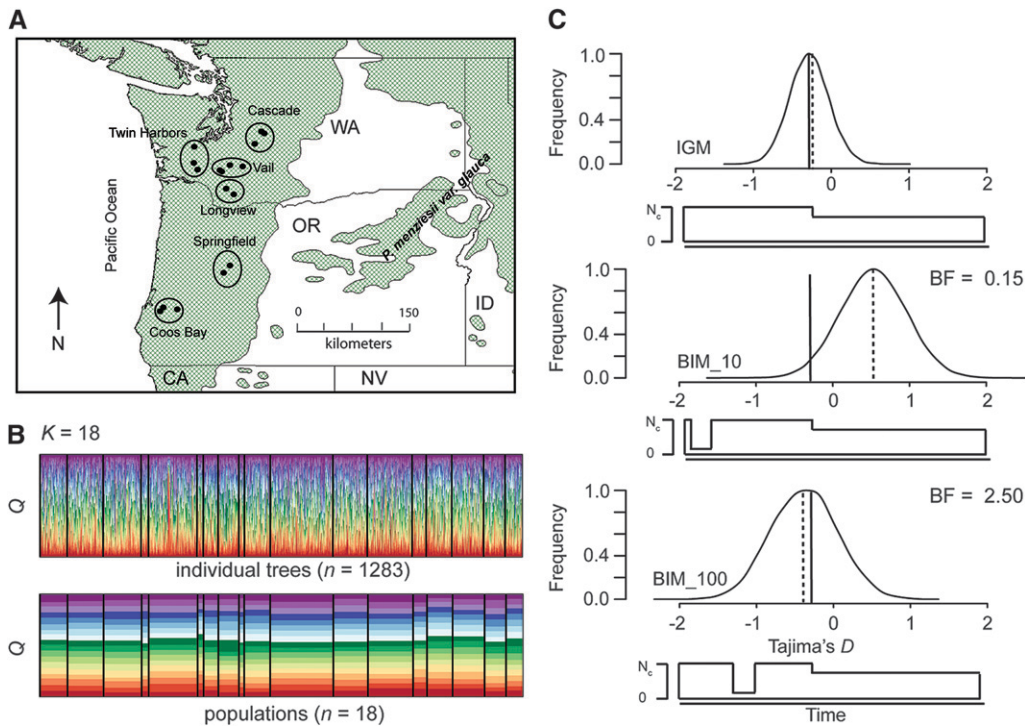 A
Cascade
Twin Harbors
WA
Vail
Longview
Pacific Ocean
OR
P. menziesii var. glauca
Springfield
0 150
kilometers
ID
Coos Bay
N
CA
NV
B
K = 18
Q
individual trees (n = 1283)
Q
populations (n = 18)
C
Frequency
1.0
0.4
0.0
IGM
-2 -1 0 1 2
Nc
0
BF = 0.15
Frequency
1.0
0.4
0.0
BIM_10
-2 -1 0 1 2
Nc
0
BF = 2.50
Frequency
1.0
0.4
0.0
BIM_100
-2 -1 0 1 2
Tajima's D
Nc
0
Time